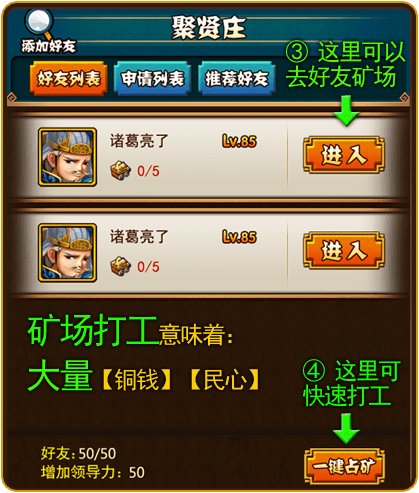 聚贤庄
添加好友
好友列表 申请列表 推荐好友
③ 这里可以
去好友矿场
诸葛亮了 Lv.85
0/5
进入
诸葛亮了 Lv.85
0/5
进入
矿场打工意味着：
大量【铜钱】【民心】
④ 这里可
快速打工
好友: 50/50
增加领导力: 50
一键占矿